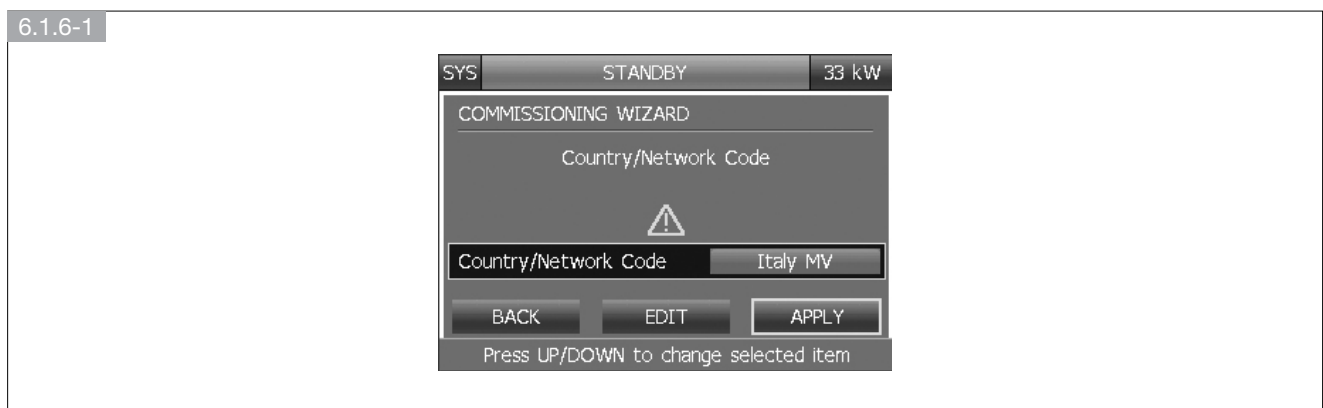 6.1.6-1
SYS STANDBY 33 kW
COMMISSIONING WIZARD
Country/Network Code
Country/Network Code Italy MV
BACK EDIT APPLY
Press UP/DOWN to change selected item